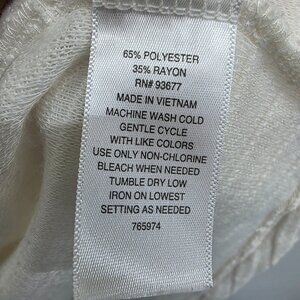 65% POLYESTER
35% RAYON
RN# 93677
MADE IN VIETNAM
MACHINE WASH COLD
GENTLE CYCLE
WITH LIKE COLORS
USE ONLY NON-CHLORINE
BLEACH WHEN NEEDED
TUMBLE DRY LOW
IRON ON LOWEST
SETTING AS NEEDED
765974